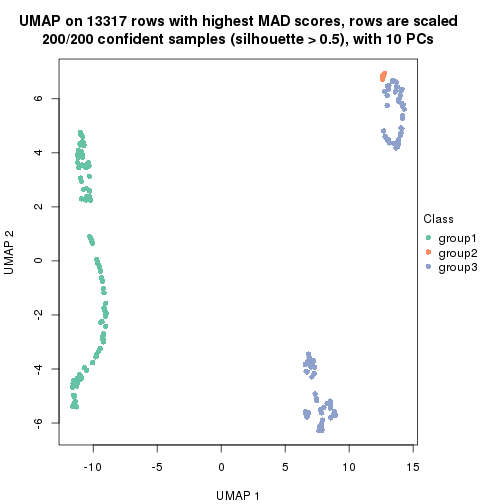 UMAP on 13317 rows with highest MAD scores, rows are scaled
200/200 confident samples (silhouette > 0.5), with 10 PCs
6
4
2
0
-2
-4
-6
UMAP 2
-10
-5
0
5
10
15
UMAP 1
Class
group1
group2
group3